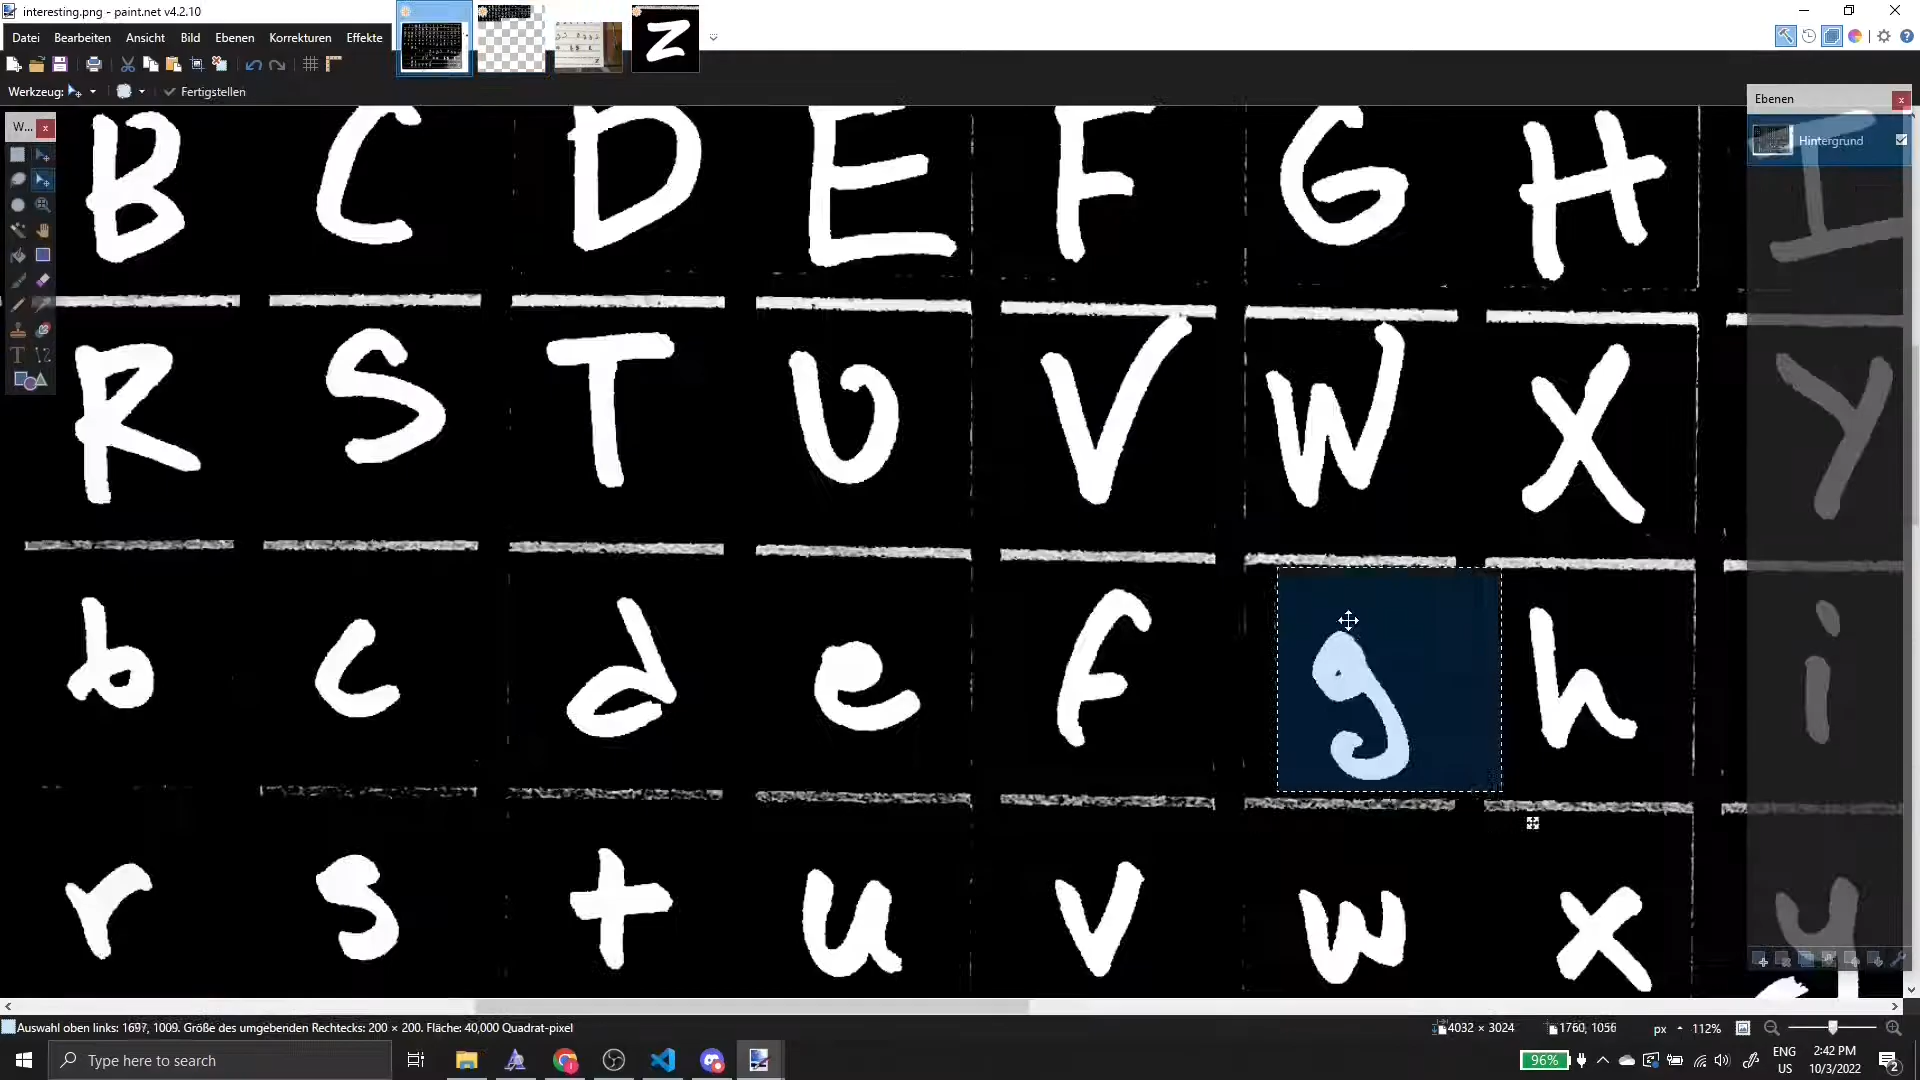 interesting.png - paint.net v4.2.10
Datei Bearbeiten Ansicht Bild Ebenen Korrekturen Effekte
Werkzeug: Fertigstellen
W... x
Ebenen x
Hintergrund
B C D E F G H I
R S T U V W X Y
b c d e f g h i
r s t u v w x y
Auswahl oben links: 1697, 1009. Größe des umgebenden Rechtecks: 200 × 200. Fläche: 40,000 Quadrat-pixel
4032 × 3024 1760, 1056 px 112%
Type here to search
96% ENG US 2:42 PM 10/3/2022 2
z